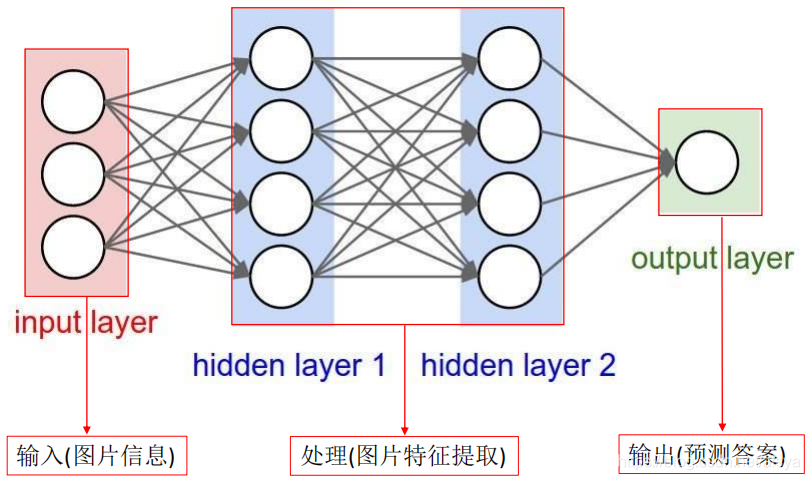 input layer
hidden layer 1
hidden layer 2
output layer
输入(图片信息)
处理(图片特征提取)
输出(预测答案)